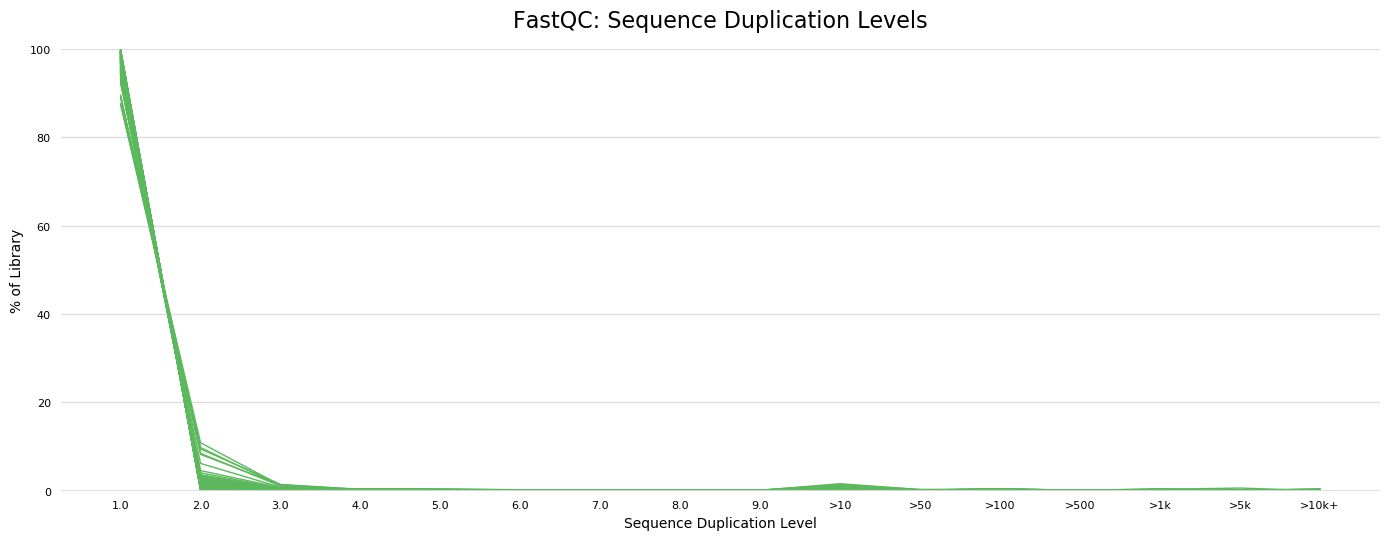 FastQC: Sequence Duplication Levels
100
80
60
40
20
0
% of Library
1.0 2.0 3.0 4.0 5.0 6.0 7.0 8.0 9.0 >10 >50 >100 >500 >1k >5k >10k+
Sequence Duplication Level